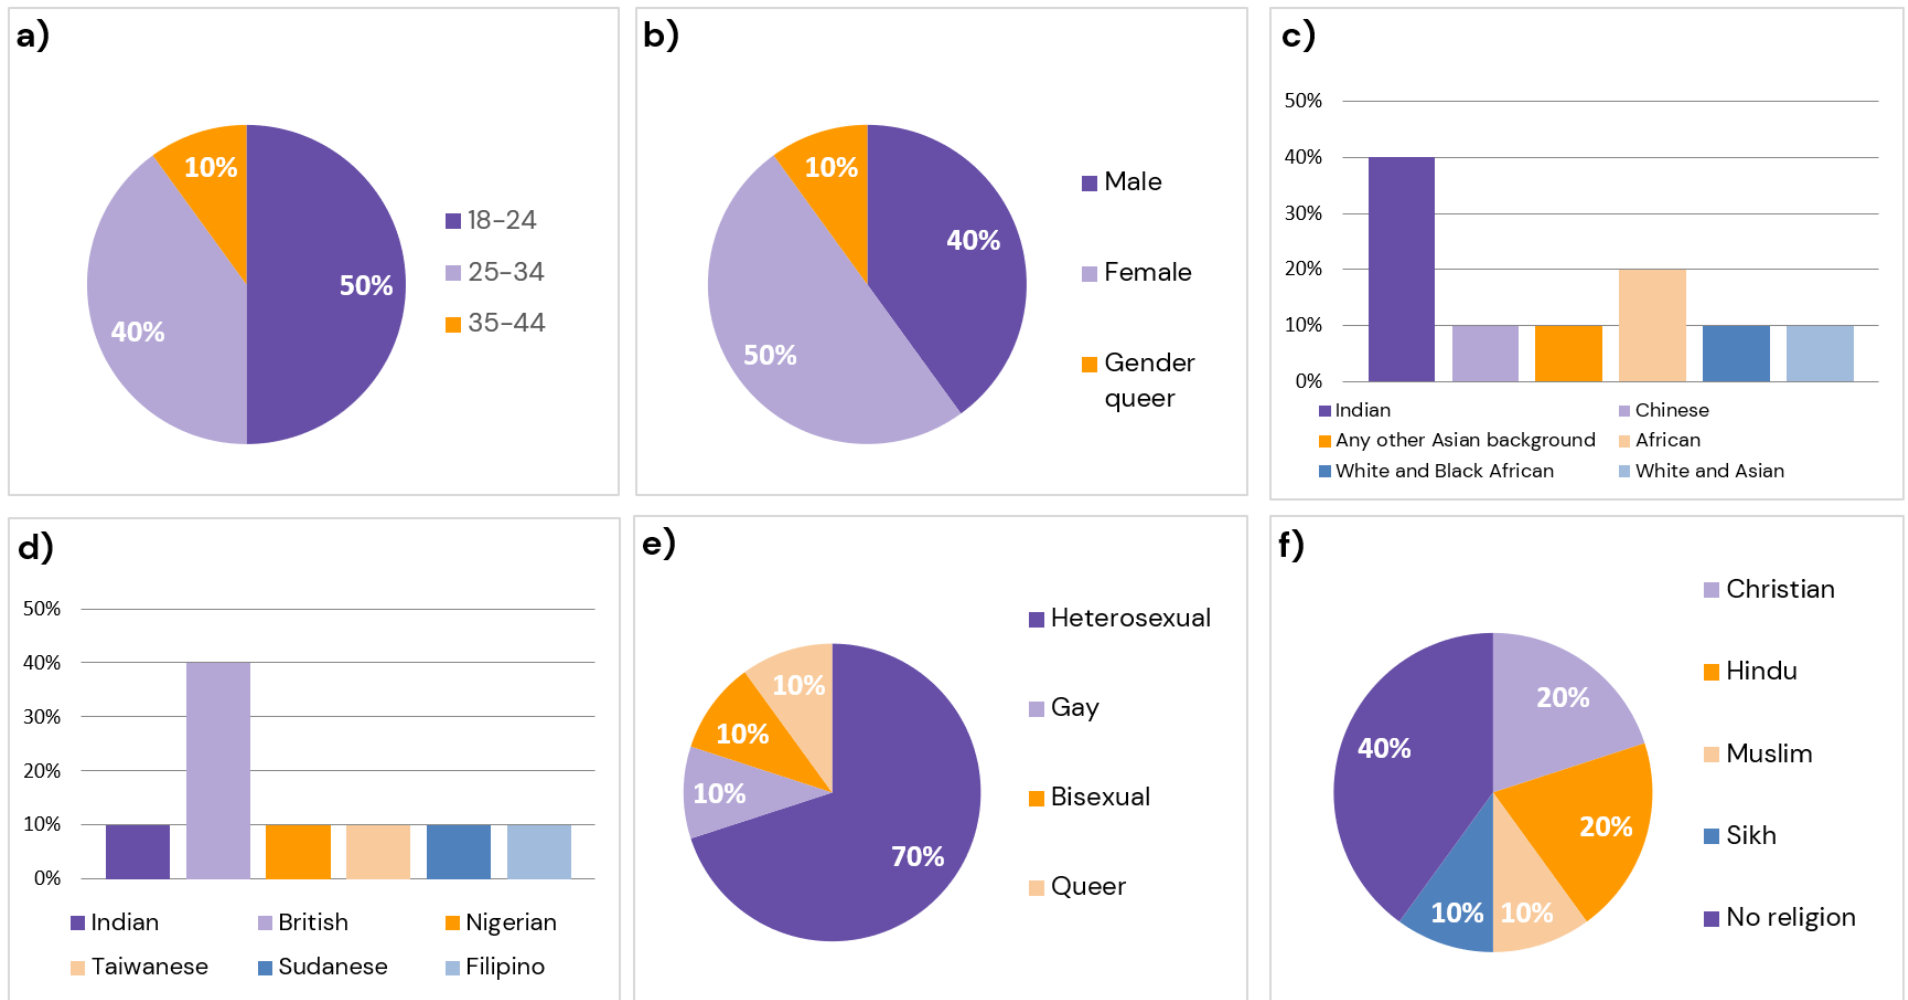 a)
10%
50%
40%
18-24
25-34
35-44
b)
10%
40%
50%
Male
Female
Gender
queer
c)
50%
40%
30%
20%
10%
0%
Indian
Chinese
Any other Asian background
African
White and Black African
White and Asian
d)
50%
40%
30%
20%
10%
0%
Indian
British
Nigerian
Taiwanese
Sudanese
Filipino
e)
10%
10%
10%
70%
Heterosexual
Gay
Bisexual
Queer
f)
20%
40%
20%
10%
10%
Christian
Hindu
Muslim
Sikh
No religion